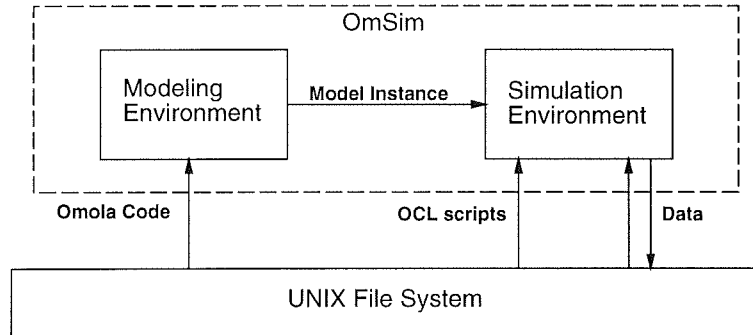 OmSim
Modeling
Environment
Model Instance
Simulation
Environment
Omola Code
OCL scripts
Data
UNIX File System